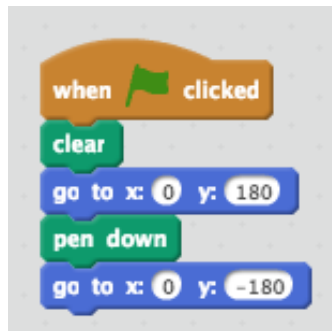 when clicked
clear
go to x: 0 y: 180
pen down
go to x: 0 y: -180